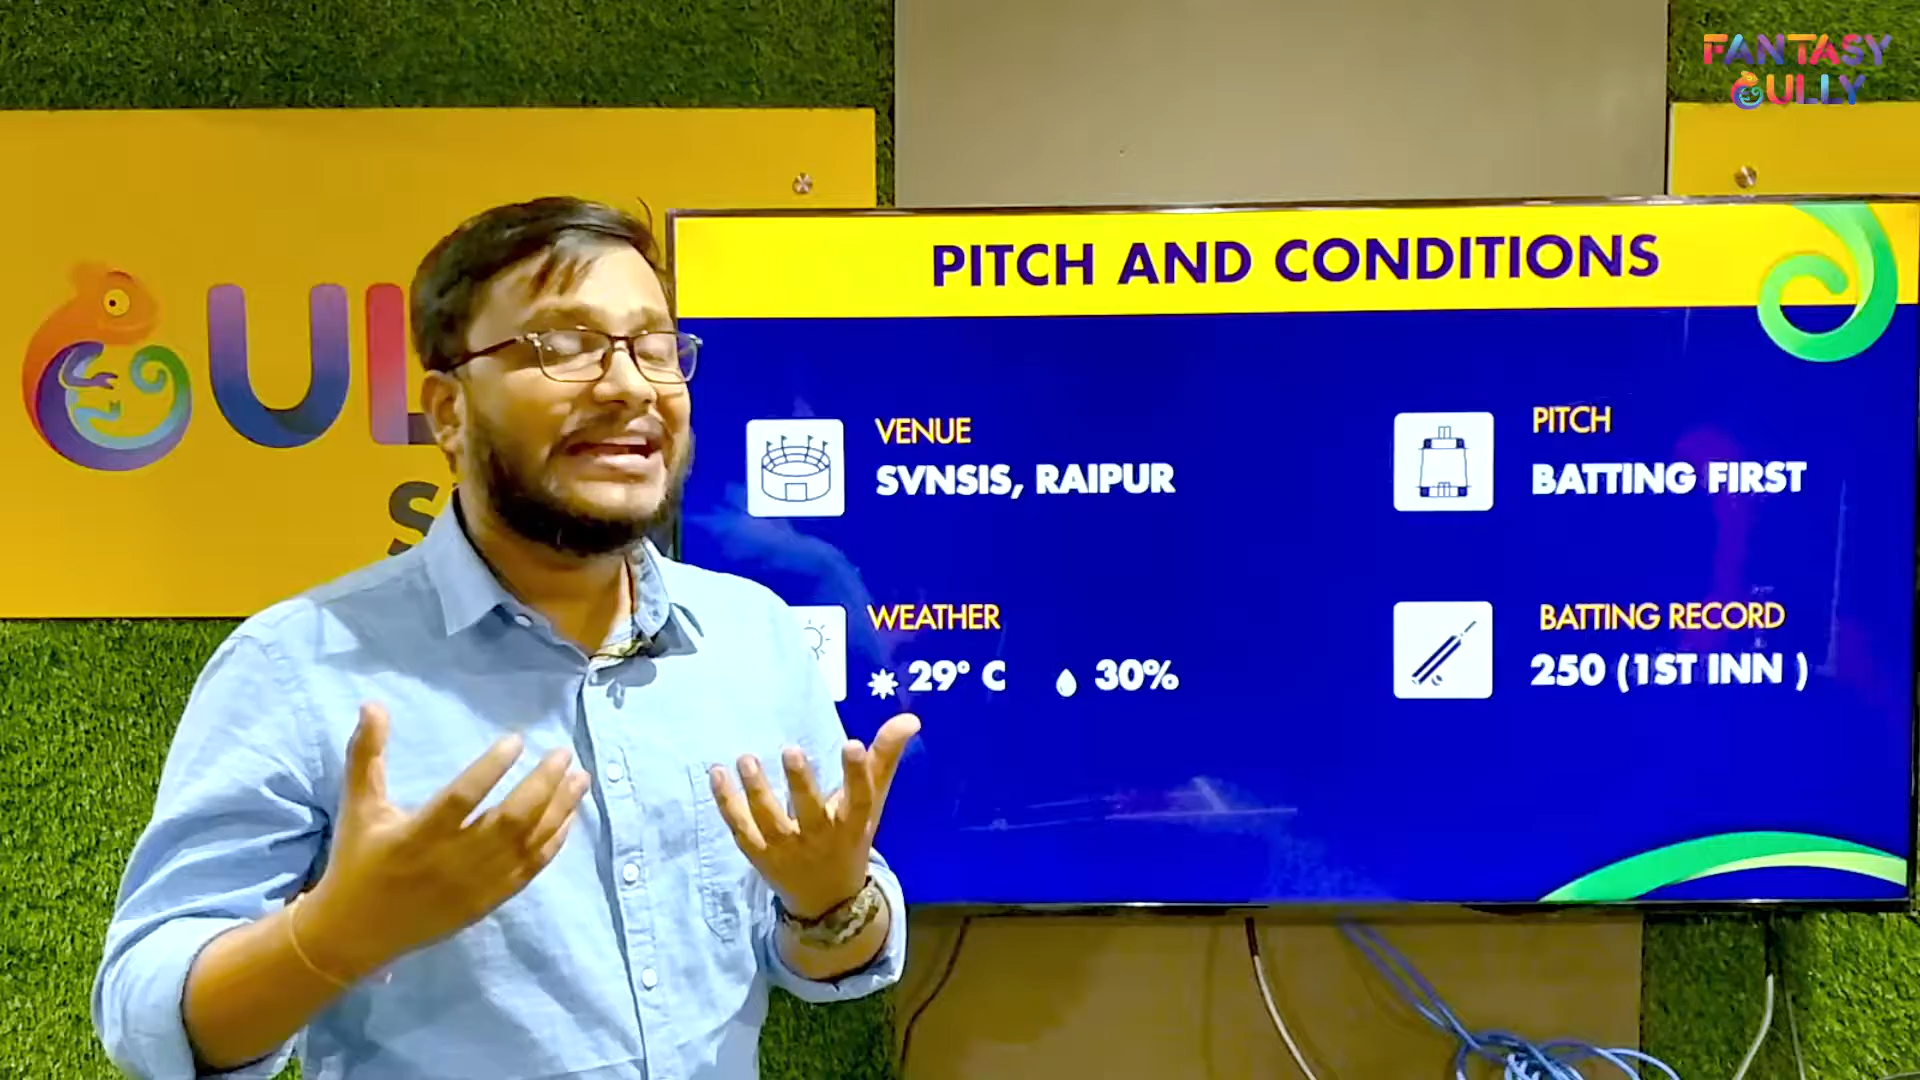 FANTASY
GULLY
PITCH AND CONDITIONS
VENUE
SVNSIS, RAIPUR
PITCH
BATTING FIRST
WEATHER
29° C 30%
BATTING RECORD
250 (1ST INN )